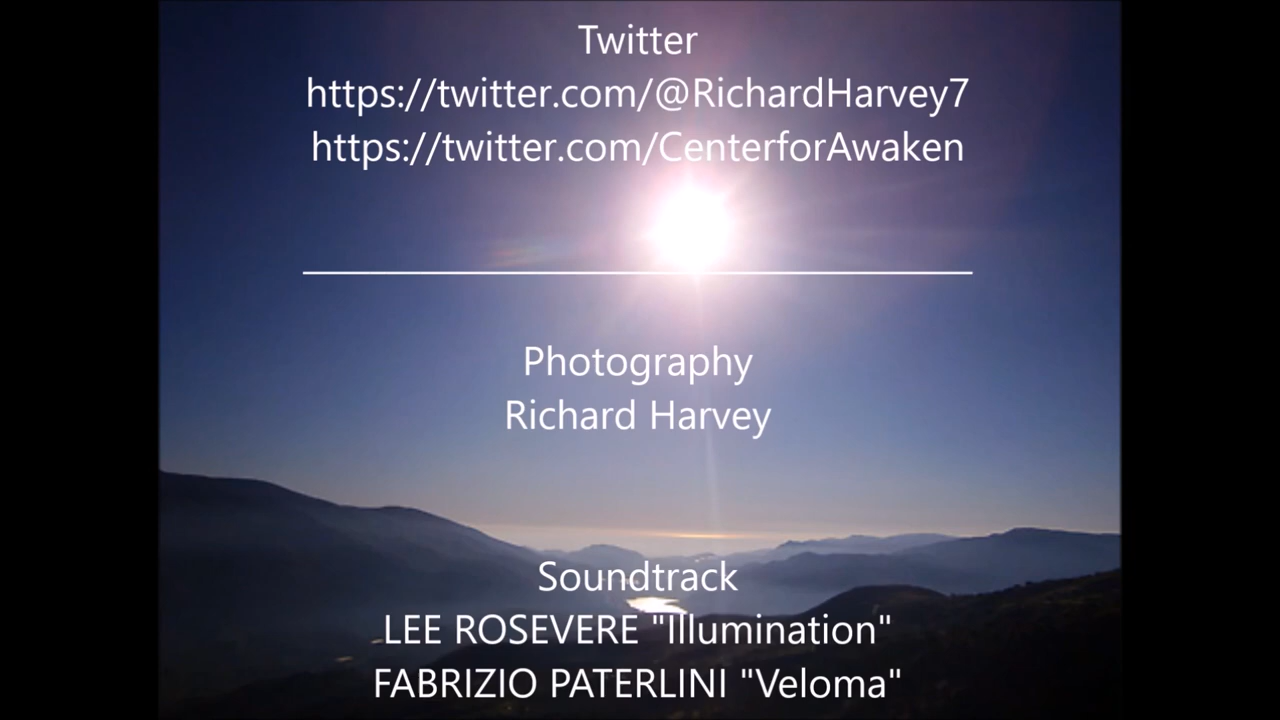 Twitter
https://twitter.com/@RichardHarvey7
https://twitter.com/CenterforAwaken
Photography
Richard Harvey
Soundtrack
LEE ROSEVERE "Illumination"
FABRIZIO PATERLINI "Veloma"